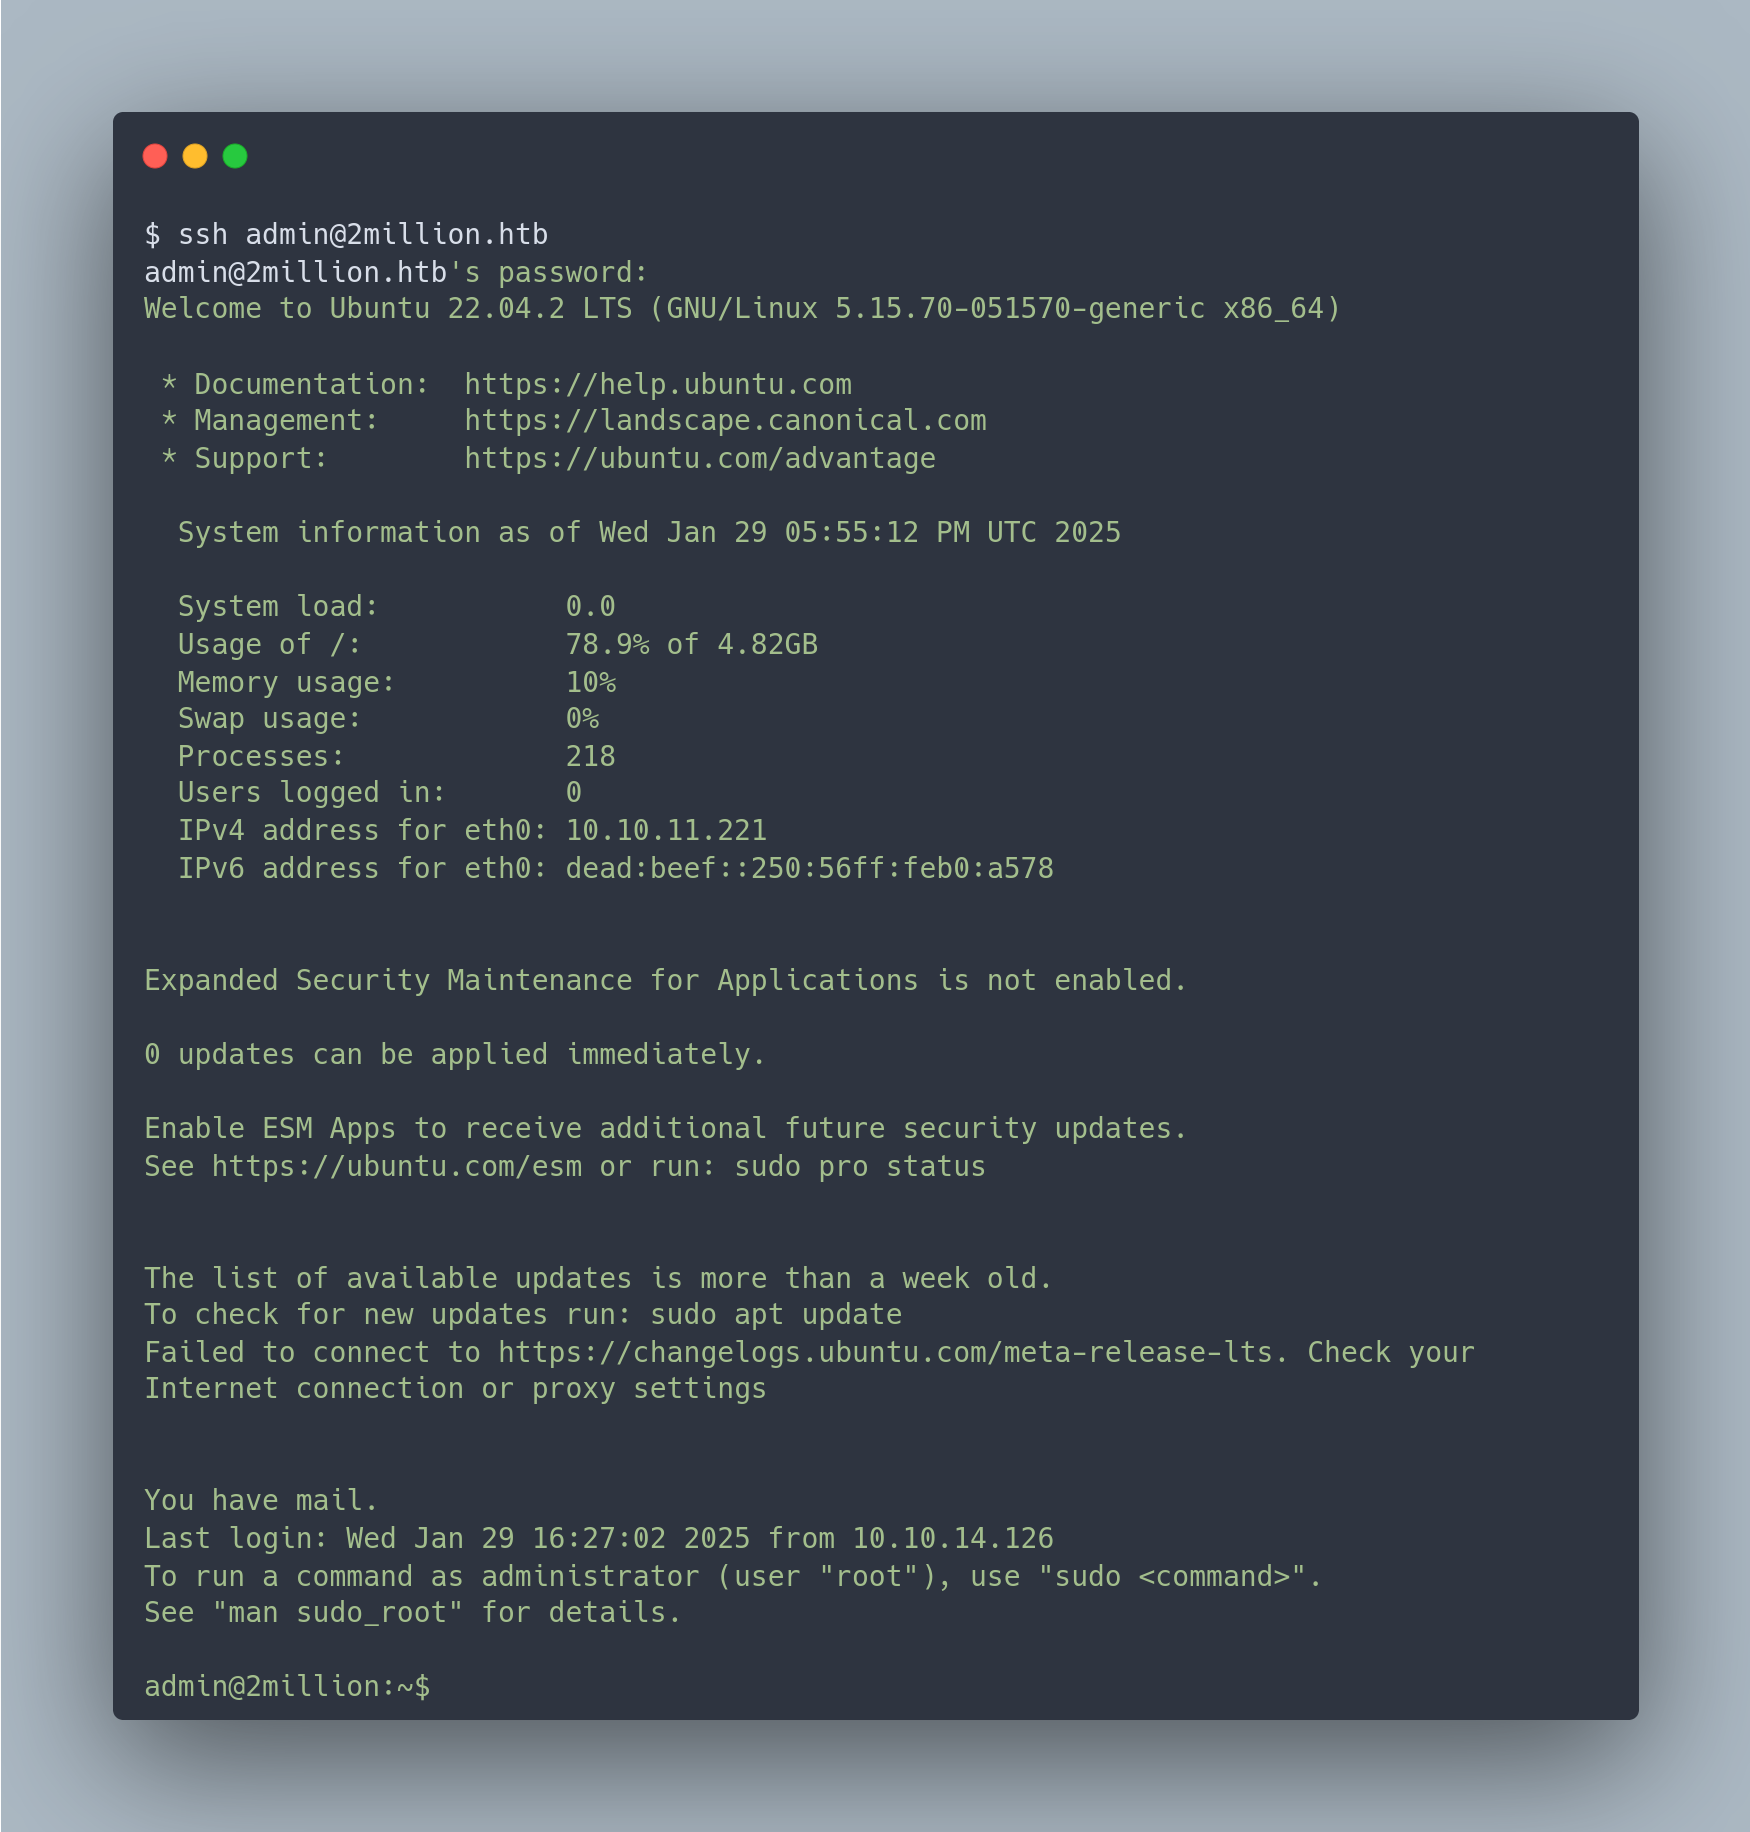 $ ssh admin@2million.htb
admin@2million.htb's password:
Welcome to Ubuntu 22.04.2 LTS (GNU/Linux 5.15.70-051570-generic x86_64)
 * Documentation:  https://help.ubuntu.com
 * Management:     https://landscape.canonical.com
 * Support:        https://ubuntu.com/advantage
  System information as of Wed Jan 29 05:55:12 PM UTC 2025
  System load:           0.0
  Usage of /:            78.9% of 4.82GB
  Memory usage:          10%
  Swap usage:            0%
  Processes:             218
  Users logged in:       0
  IPv4 address for eth0: 10.10.11.221
  IPv6 address for eth0: dead:beef::250:56ff:feb0:a578
Expanded Security Maintenance for Applications is not enabled.
0 updates can be applied immediately.
Enable ESM Apps to receive additional future security updates.
See https://ubuntu.com/esm or run: sudo pro status
The list of available updates is more than a week old.
To check for new updates run: sudo apt update
Failed to connect to https://changelogs.ubuntu.com/meta-release-lts. Check your
Internet connection or proxy settings
You have mail.
Last login: Wed Jan 29 16:27:02 2025 from 10.10.14.126
To run a command as administrator (user "root"), use "sudo <command>".
See "man sudo_root" for details.
admin@2million:~$